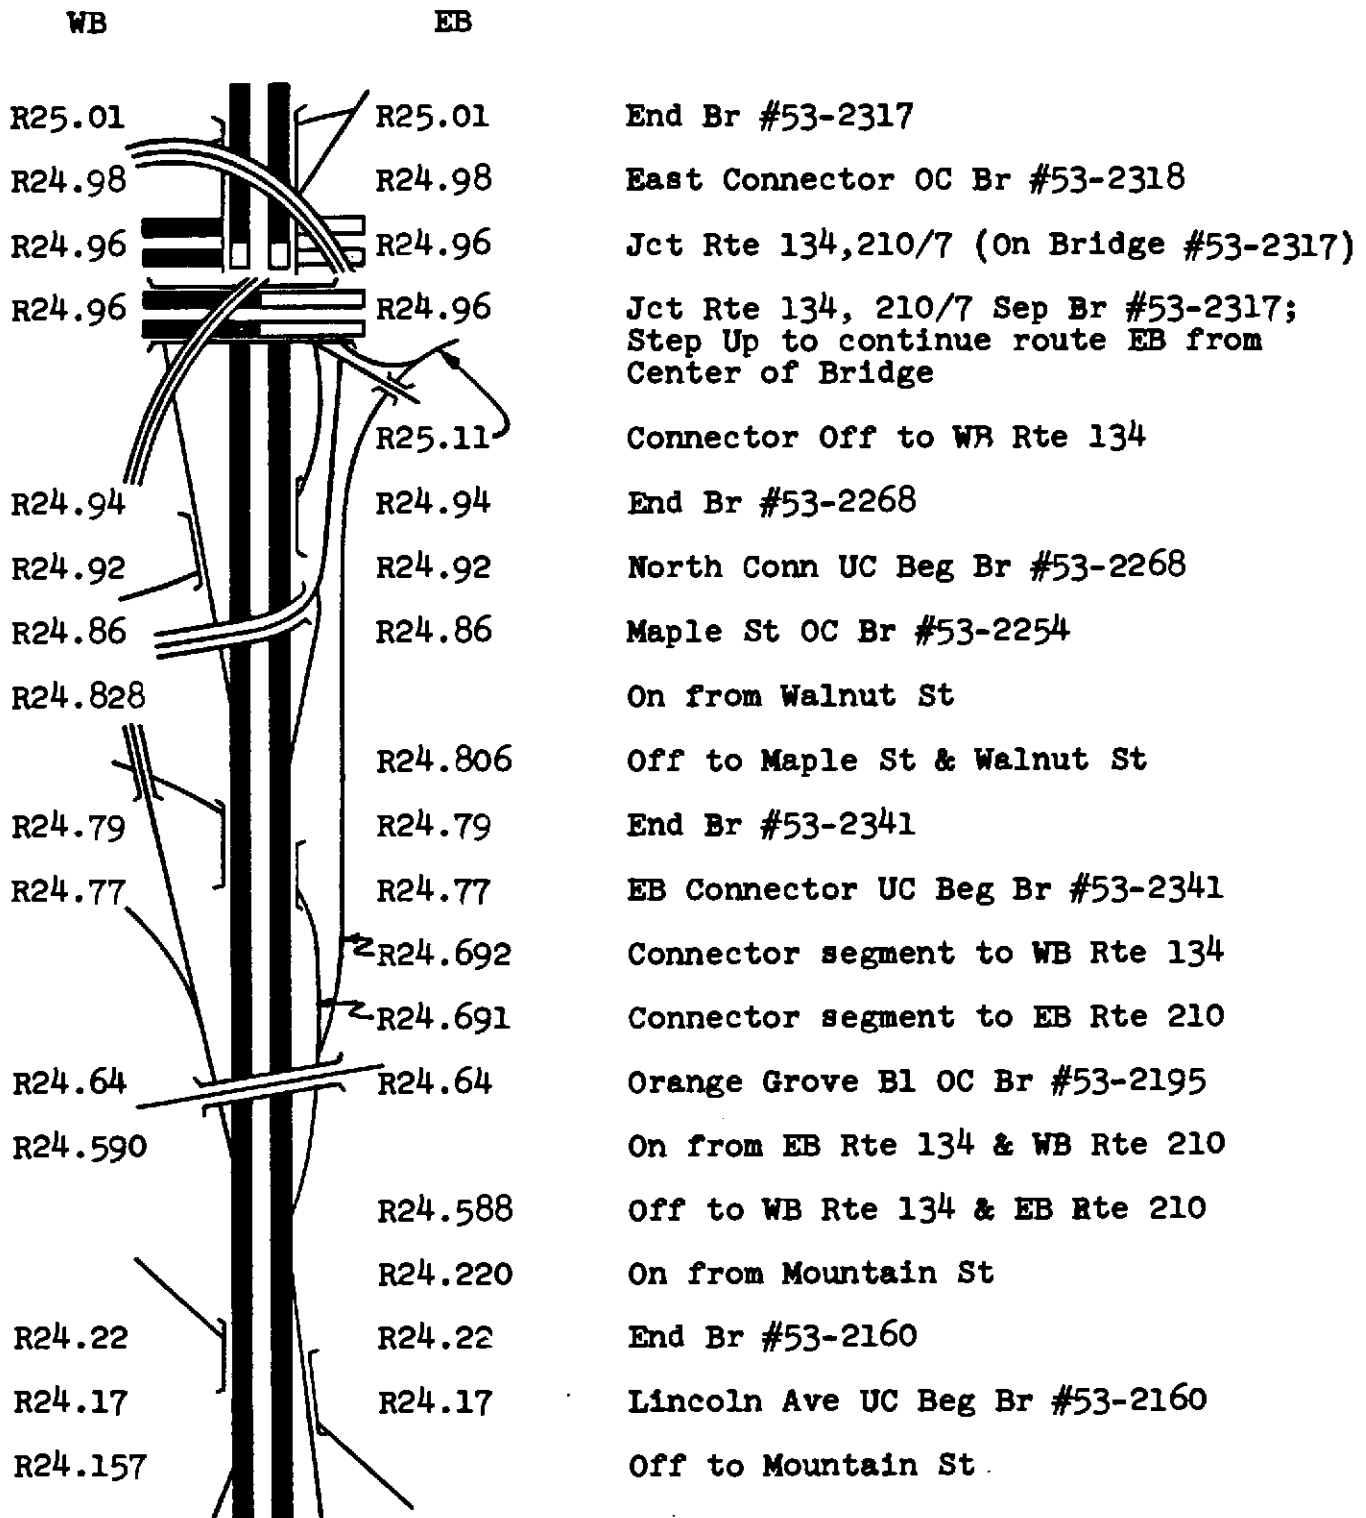 WB EB
R25.01 R25.01 End Br #53-2317
R24.98 R24.98 East Connector OC Br #53-2318
R24.96 R24.96 Jct Rte 134,210/7 (On Bridge #53-2317)
R24.96 R24.96 Jct Rte 134, 210/7 Sep Br #53-2317;
Step Up to continue route EB from
Center of Bridge
R25.11 Connector Off to WB Rte 134
R24.94 R24.94 End Br #53-2268
R24.92 R24.92 North Conn UC Beg Br #53-2268
R24.86 R24.86 Maple St OC Br #53-2254
R24.828 On from Walnut St
R24.806 Off to Maple St & Walnut St
R24.79 R24.79 End Br #53-2341
R24.77 R24.77 EB Connector UC Beg Br #53-2341
R24.692 Connector segment to WB Rte 134
R24.691 Connector segment to EB Rte 210
R24.64 R24.64 Orange Grove Bl OC Br #53-2195
R24.590 On from EB Rte 134 & WB Rte 210
R24.588 Off to WB Rte 134 & EB Rte 210
R24.220 On from Mountain St
R24.22 R24.22 End Br #53-2160
R24.17 R24.17 Lincoln Ave UC Beg Br #53-2160
R24.157 Off to Mountain St